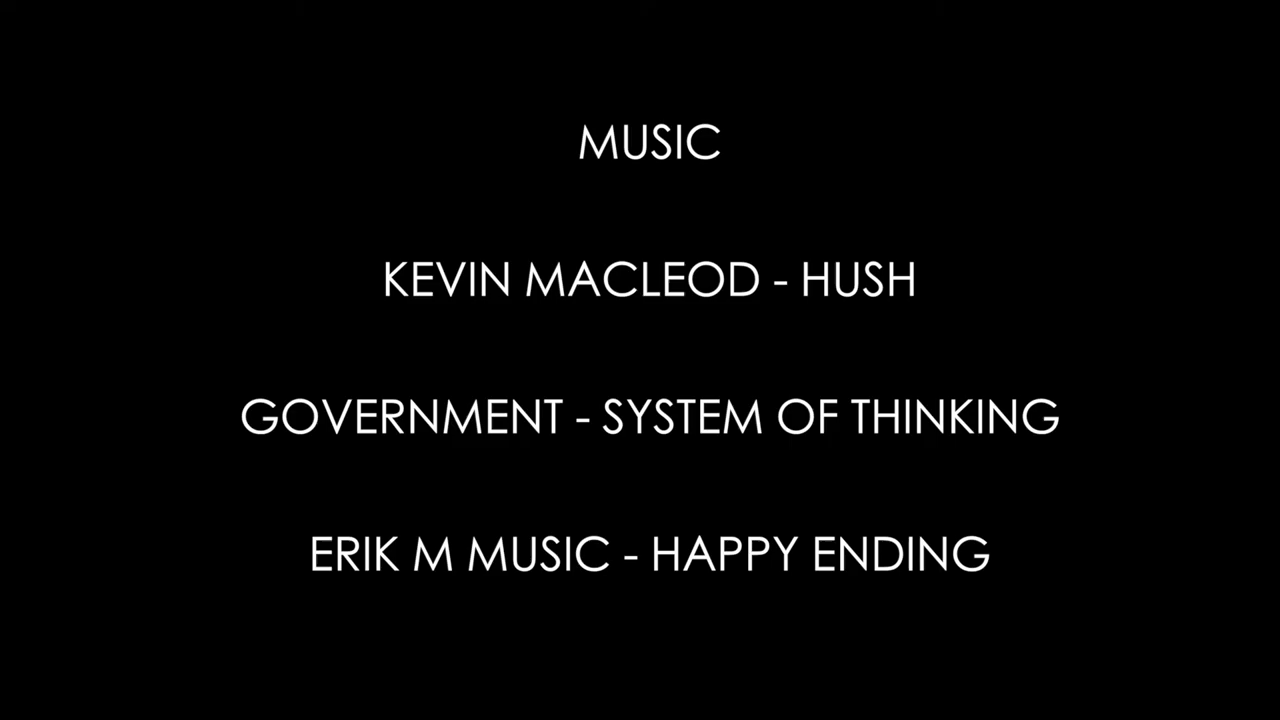 MUSIC
KEVIN MACLEOD - HUSH
GOVERNMENT - SYSTEM OF THINKING
ERIK M MUSIC - HAPPY ENDING